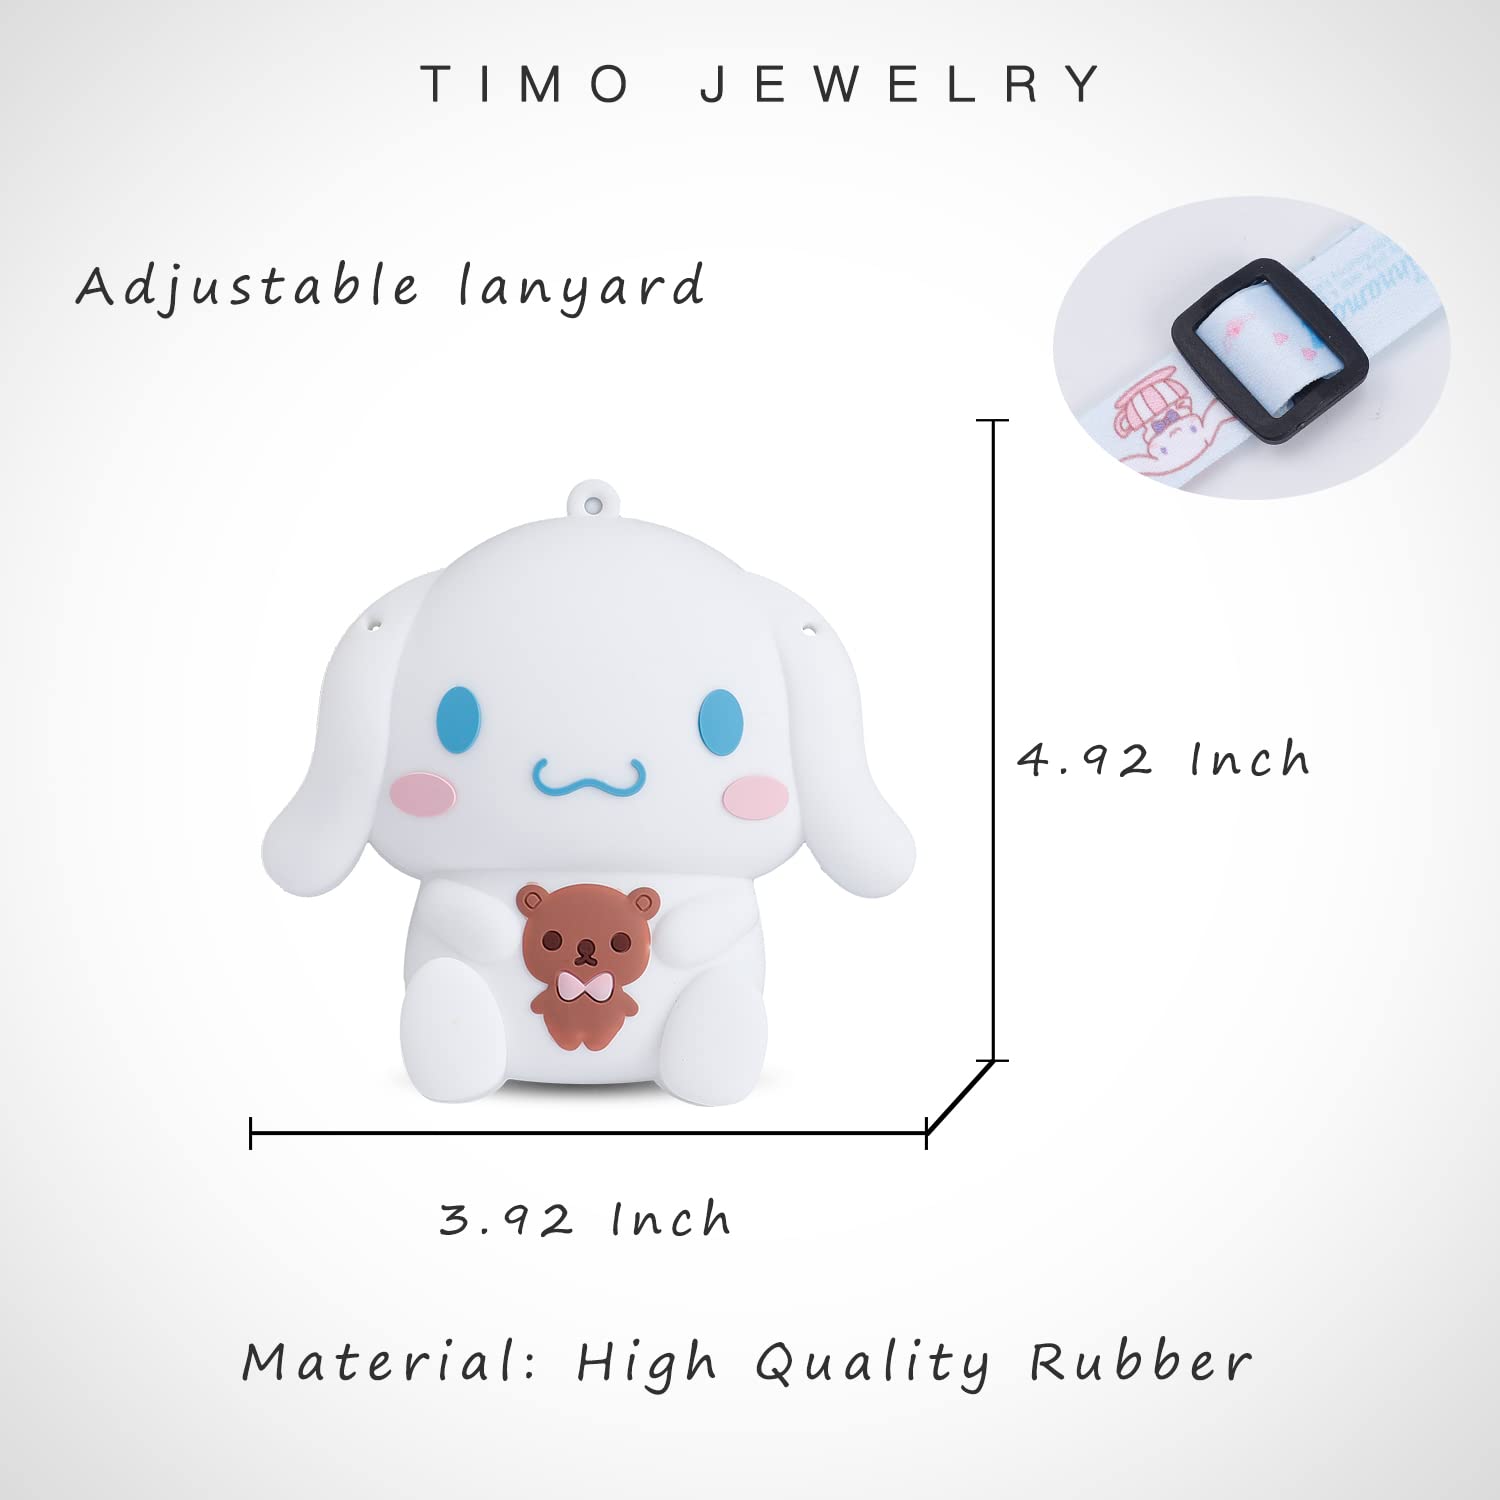 TIMO JEWELRY
Adjustable lanyard
4.92 Inch
3.92 Inch
Material: High Quality Rubber